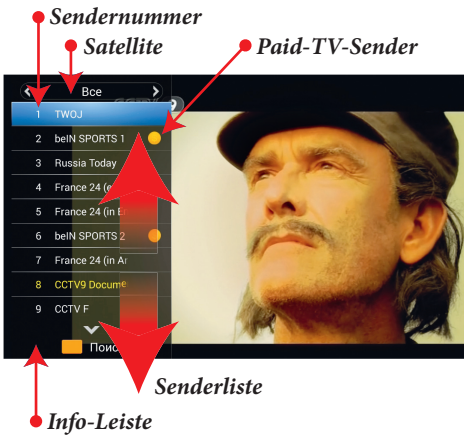 Sendernummer
Satellite
Paid-TV-Sender
Все
9
1 TWOJ
2 beIN SPORTS 1
3 Russia Today
4 France 24 (e
5 France 24 (in E
6 beIN SPORTS 2
7 France 24 (in Ar
8 CCTV9 Docume
9 CCTV F
Поис
Senderliste
Info-Leiste